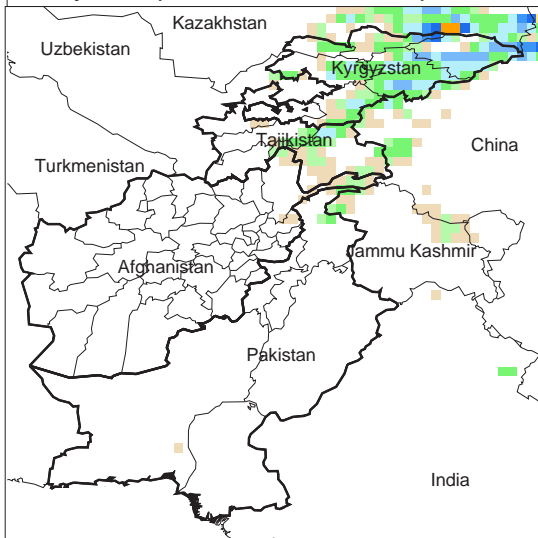 Kazakhstan
Uzbekistan
Kyrgyzstan
Tajikistan
China
Turkmenistan
Jammu Kashmir
Afghanistan
Pakistan
India